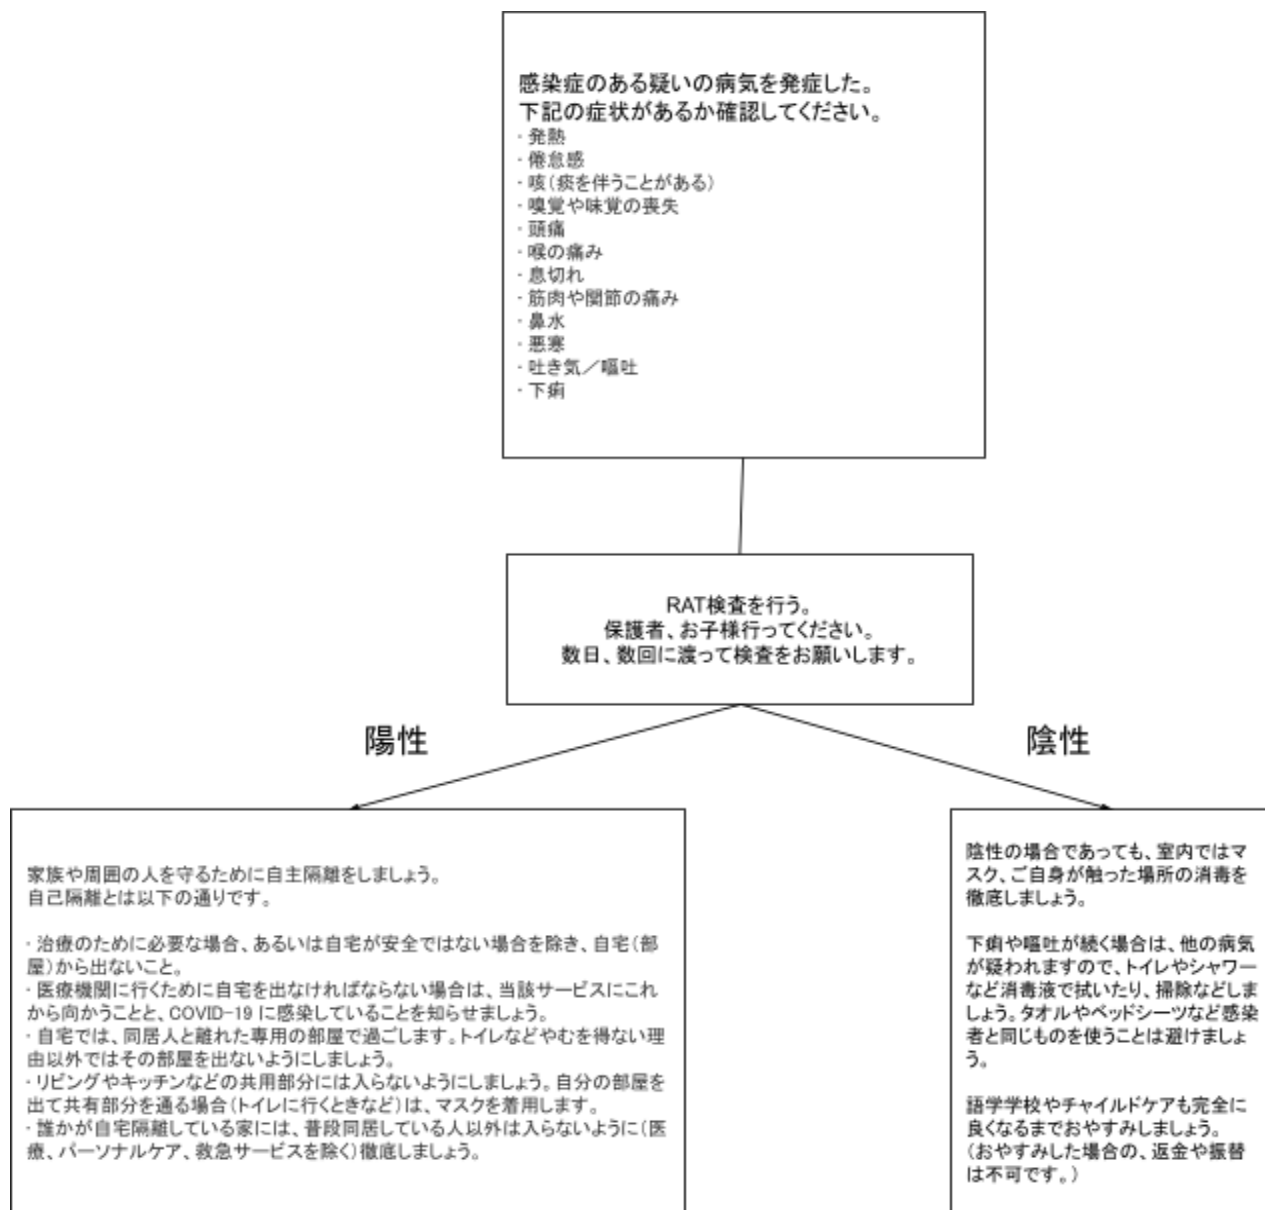 感染症のある疑いの病気を発症した。
下記の症状があるか確認してください。
・発熱
・倦怠感
・咳（痰を伴うことがある）
・嗅覚や味覚の喪失
・頭痛
・喉の痛み
・息切れ
・筋肉や関節の痛み
・鼻水
・悪寒
・吐き気／嘔吐
・下痢
RAT検査を行う。
保護者、お子様行ってください。
数日、数回に渡って検査をお願いします。
陽性
陰性
家族や周囲の人を守るために自主隔離をしましょう。
自己隔離とは以下の通りです。
・治療のために必要な場合、あるいは自宅が安全ではない場合を除き、自宅（部
屋）から出ないこと。
・医療機関に行くために自宅を出なければならない場合は、当該サービスにこれ
から向かうことと、COVID-19 に感染していることを知らせましょう。
・自宅では、同居人と離れた専用の部屋で過ごします。トイレなどやむを得ない理
由以外ではその部屋を出ないようにしましょう。
・リビングやキッチンなどの共用部分には入らないようにしましょう。自分の部屋を
出て共有部分を通る場合（トイレに行くときなど）は、マスクを着用します。
・誰かが自宅隔離している家には、普段同居している人以外は入らないように（医
療、パーソナルケア、救急サービスを除く）徹底しましょう。
陰性の場合であっても、室内ではマ
スク、ご自身が触った場所の消毒を
徹底しましょう。
下痢や嘔吐が続く場合は、他の病気
が疑われますので、トイレやシャワー
など消毒液で拭いたり、掃除などしま
しょう。タオルやベッドシーツなど感染
者と同じものを使うことは避けましょ
う。
語学学校やチャイルドケアも完全に
良くなるまでおやすみしましょう。
（おやすみした場合の、返金や振替
は不可です。）